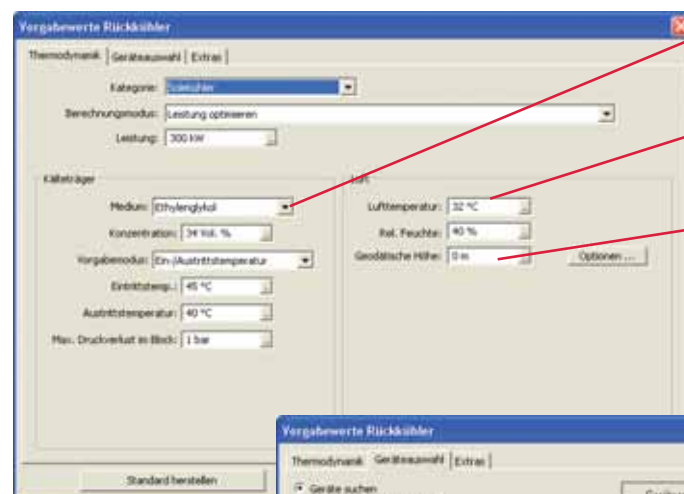 Vorgabewerte Rückkühler
Thermodynamik Geräteauswahl Extras
Kategorie:
Berechnungsmodus: Leistung optimieren
Leistung: 300 kW
Kälteträger
Luft
Medium: Ethylenglykol
Konzentration: 34 Vol. %
Vorgabemodus: Ein-/Austrittstemperatur
Eintrittstemp.: 45 °C
Austrittstemperatur: 40 °C
Max. Druckverlust im Block: 1 bar
Lufttemperatur: 32 °C
Rel. Feuchte: 40 %
Geodätische Höhe: 0 m
Optionen ...
Standard herstellen
Vorgabewerte Rückkühler
Thermodynamik Geräteauswahl Extras
Geräte suchen